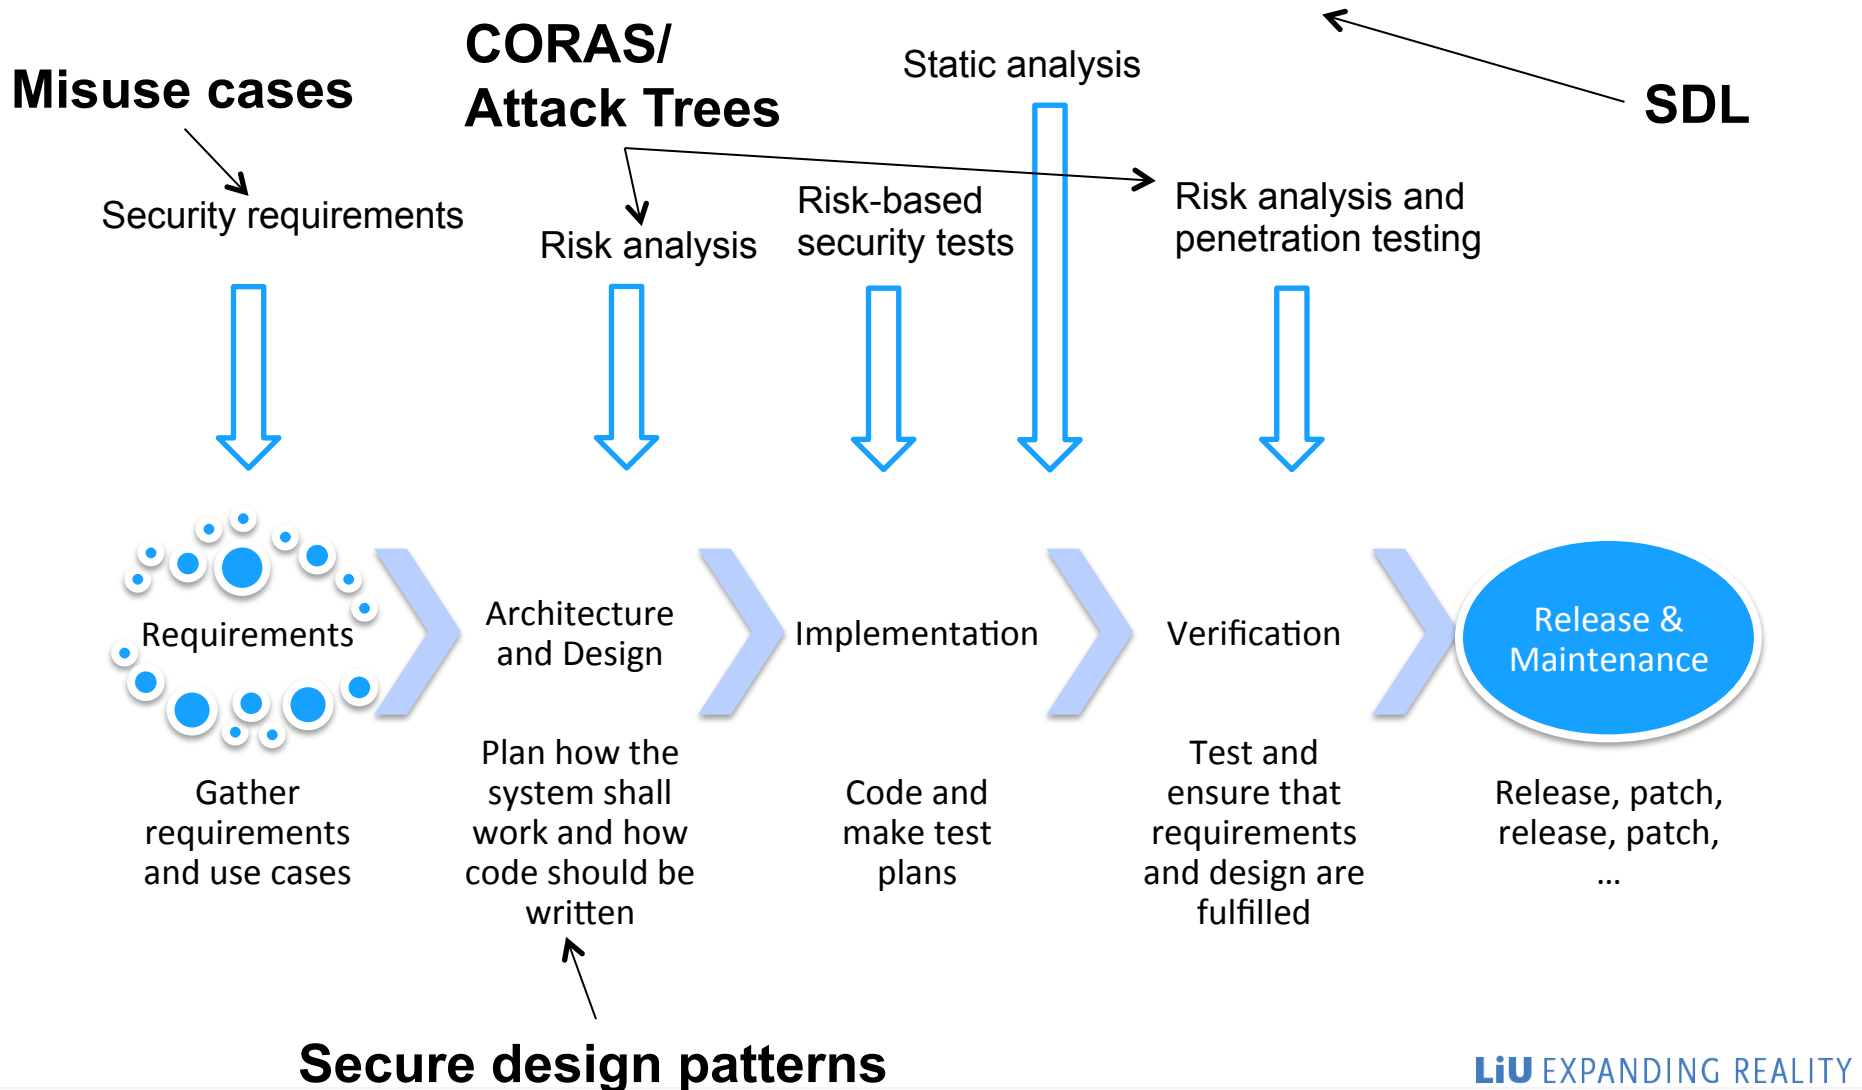 Misuse cases
CORAS/
Attack Trees
Static analysis
SDL
Security requirements
Risk analysis
Risk-based
security tests
Risk analysis and
penetration testing
Requirements
Architecture
and Design
Implementation
Verification
Release &
Maintenance
Gather
requirements
and use cases
Plan how the
system shall
work and how
code should be
written
Code and
make test
plans
Test and
ensure that
requirements
and design are
fulfilled
Release, patch,
release, patch,
...
Secure design patterns
LiU EXPANDING REALITY